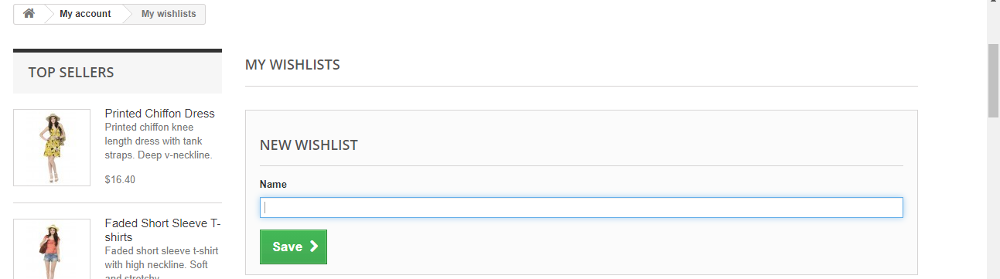 My account
My wishlists
TOP SELLERS
Printed Chiffon Dress
Printed chiffon knee
length dress with tank
straps. Deep v-neckline.
$16.40
Faded Short Sleeve T-
shirts
Faded short sleeve t-shirt
with high neckline. Soft
and stretchy
MY WISHLISTS
NEW WISHLIST
Name
Save